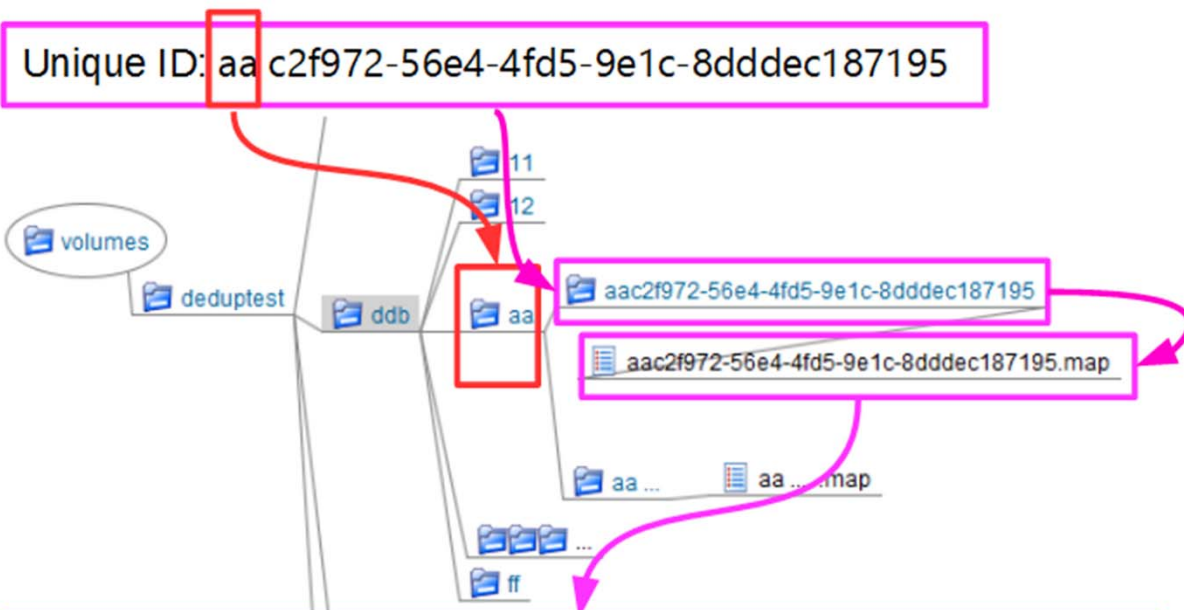 Unique ID: aa c2f972-56e4-4fd5-9e1c-8dddec187195
11
12
volumes
deduptest
ddb
aa
aac2f972-56e4-4fd5-9e1c-8dddec187195
aac2f972-56e4-4fd5-9e1c-8dddec187195.map
aa ...
aa ... .map
...
ff